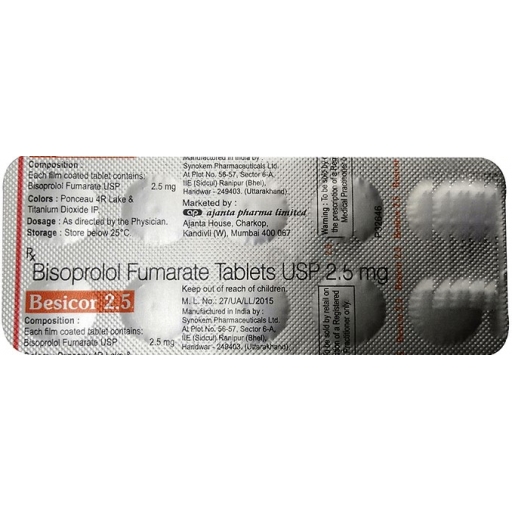 Manufactured in India by :
Composition :
Synokem Pharmaceuticals Ltd.
Each film coated tablet contains:
At Plot No. 56-57, Sector 6-A,
Bisoprolol Fumarate USP 2.5 mg
IIE (Sidcul) Ranipur (Bhel),
Haridwar - 249403. (Uttarakhand).
Colors : Ponceau 4R Lake &
Titanium Dioxide IP
Marketed by :
ajanta pharma limited
Dosage : As directed by the Physician.
Ajanta House, Charkop,
Storage : Store below 25°C.
Kandivli (W), Mumbai 400 067
Warning : To be sold by
the prescription of a
Medical Practitioner
Rx
Bisoprolol Fumarate Tablets USP 2.5 mg
Besicor 2.5
Keep out of reach of children.
M. L. No.: 27/UA/LL/2015
Composition :
Manufactured in India by :
Each film coated tablet contains:
Synokem Pharmaceuticals Ltd.
At Plot No. 56-57, Sector 6-A,
Bisoprolol Fumarate USP 2.5 mg
IIE (Sidcul) Ranipur (Bhel),
Haridwar - 249403. (Uttarakhand).
be sold by retail on
of a Registered
Practitioner only.